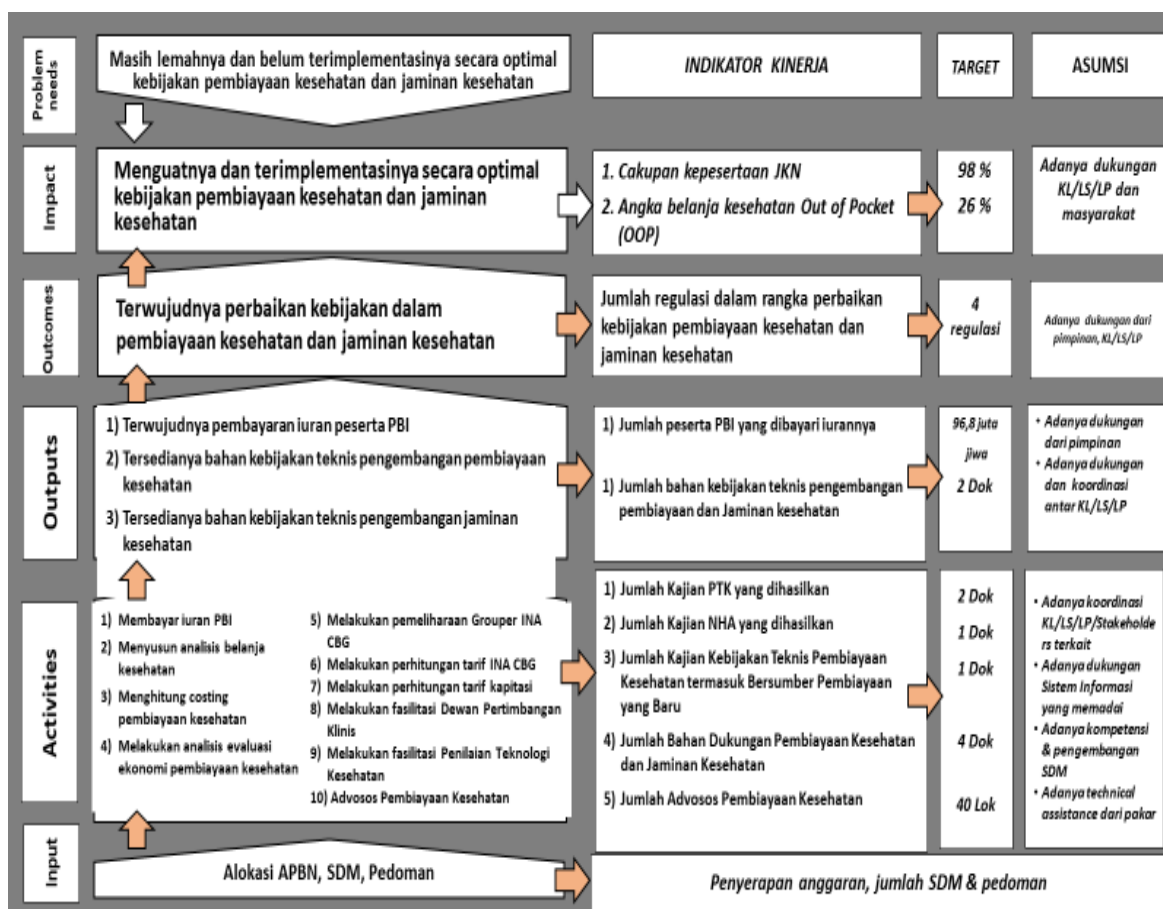 Problem needs
Masih lemahnya dan belum terimplementasinya secara optimal
kebijakan pembiayaan kesehatan dan jaminan kesehatan
INDIKATOR KINERJA
TARGET
ASUMSI
Impact
Menguatnya dan terimplementasinya secara optimal
kebijakan pembiayaan kesehatan dan jaminan
kesehatan
1. Cakupan kepesertaan JKN
2. Angka belanja kesehatan Out of Pocket
(OOP)
98 %
26 %
Adanya dukungan
KL/LS/LP dan
masyarakat
Outcomes
Terwujudnya perbaikan kebijakan dalam
pembiayaan kesehatan dan jaminan kesehatan
Jumlah regulasi dalam rangka perbaikan
kebijakan pembiayaan kesehatan dan
jaminan kesehatan
4
regulasi
Adanya dukungan dari
pimpinan, KL/LS/LP
Outputs
1) Terwujudnya pembayaran iuran peserta PBI
2) Tersedianya bahan kebijakan teknis pengembangan pembiayaan
kesehatan
3) Tersedianya bahan kebijakan teknis pengembangan jaminan
kesehatan
1) Jumlah peserta PBI yang dibayari iurannya
1) Jumlah bahan kebijakan teknis pengembangan
pembiayaan dan Jaminan kesehatan
96,8 juta
jiwa
2 Dok
• Adanya dukungan
dari pimpinan
• Adanya dukungan
dan koordinasi
antar KL/LS/LP
Activities
1) Membayar iuran PBI
2) Menyusun analisis belanja
kesehatan
3) Menghitung costing
pembiayaan kesehatan
4) Melakukan analisis evaluasi
ekonomi pembiayaan kesehatan
5) Melakukan pemeliharaan Grouper INA
CBG
6) Melakukan perhitungan tarif INA CBG
7) Melakukan perhitungan tarif kapitasi
8) Melakukan fasilitasi Dewan Pertimbangan
Klinis
9) Melakukan fasilitasi Penilaian Teknologi
Kesehatan
10) Advosos Pembiayaan Kesehatan
1) Jumlah Kajian PTK yang dihasilkan
2) Jumlah Kajian NHA yang dihasilkan
3) Jumlah Kajian Kebijakan Teknis Pembiayaan
Kesehatan termasuk Bersumber Pembiayaan
yang Baru
4) Jumlah Bahan Dukungan Pembiayaan Kesehatan
dan Jaminan Kesehatan
5) Jumlah Advosos Pembiayaan Kesehatan
2 Dok
1 Dok
1 Dok
4 Dok
40 Lok
• Adanya koordinasi
KL/LS/LP/Stakeholde
rs terkait
• Adanya dukungan
Sistem Informasi
yang memadai
• Adanya kompetensi
& pengembangan
SDM
• Adanya technical
assistance dari pakar
Input
Alokasi APBN, SDM, Pedoman
Penyerapan anggaran, jumlah SDM & pedoman